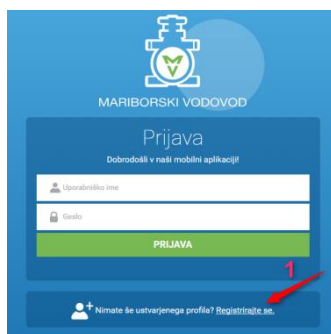 MARIBORSKI VODOVOD
Prijava
Dobrodošli v naši mobilni aplikaciji!
Uporabniško ime
Geslo
PRIJAVA
1
Nimate še ustvarjenega profila? Registrirajte se.